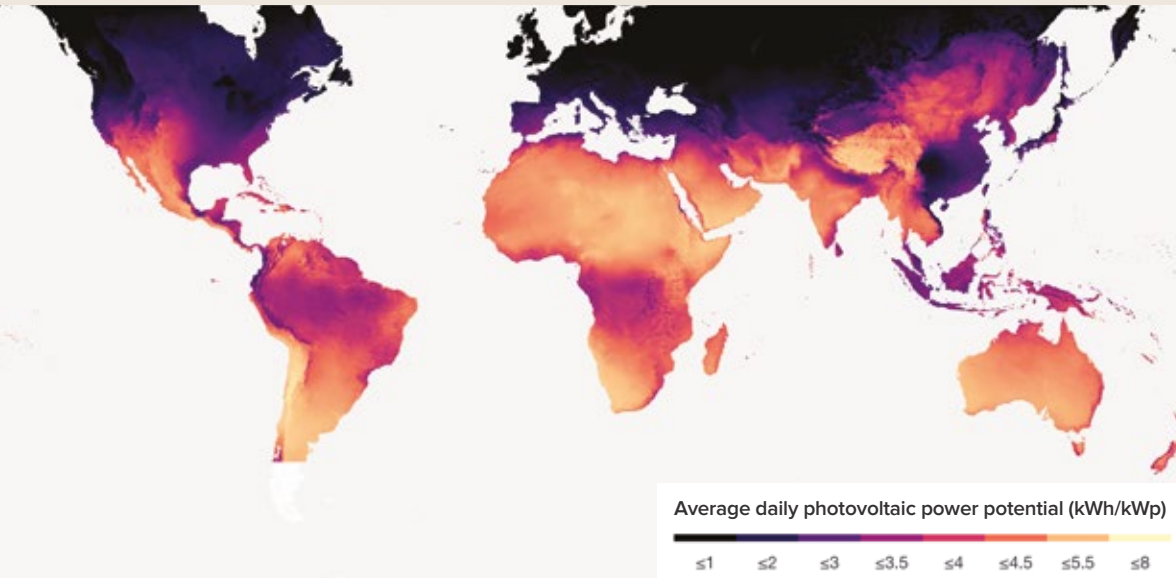 Average daily photovoltaic power potential (kWh/kWp)
≤1 ≤2 ≤3 ≤3.5 ≤4 ≤4.5 ≤5.5 ≤8